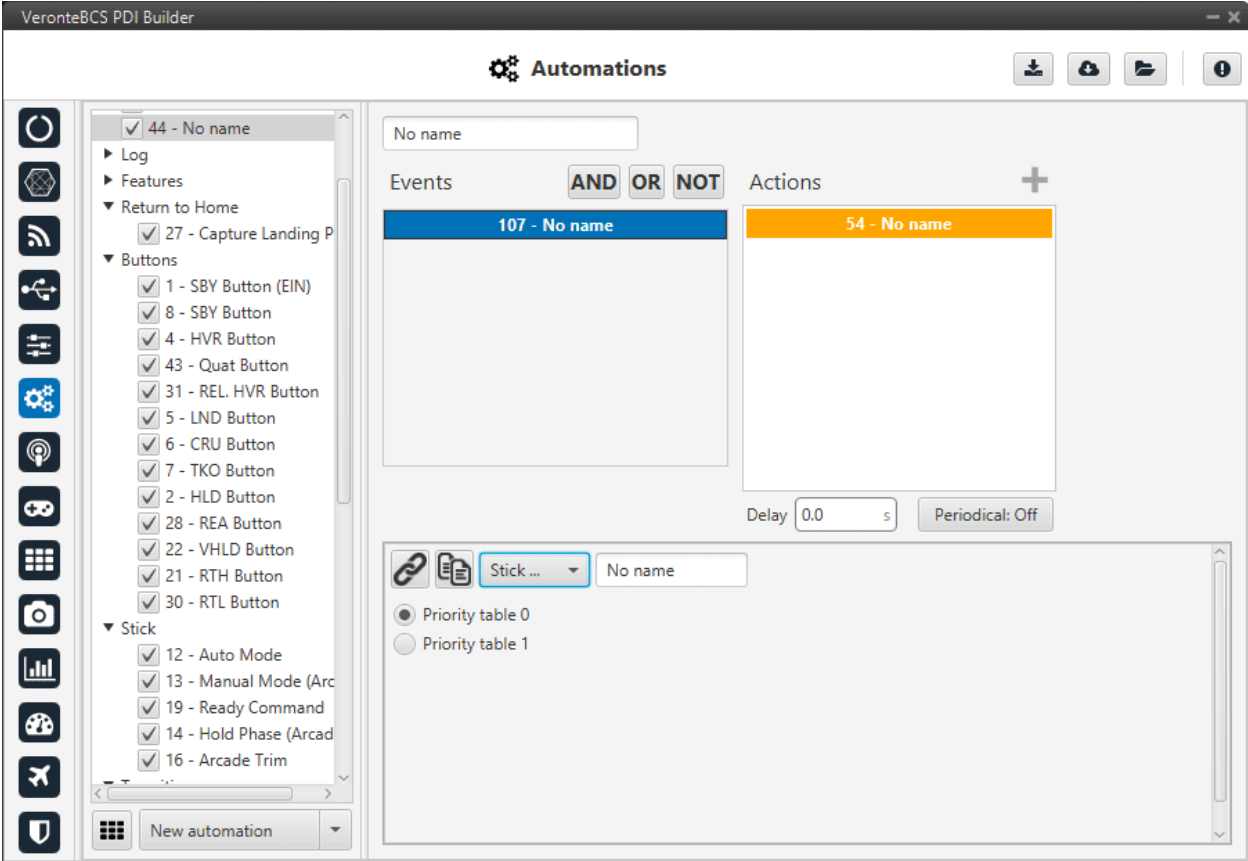 VeronteBCS PDI Builder
Automations
44 - No name
Log
Features
Return to Home
27 - Capture Landing P
Buttons
1 - SBY Button (EIN)
8 - SBY Button
4 - HVR Button
43 - Quat Button
31 - REL. HVR Button
5 - LND Button
6 - CRU Button
7 - TKO Button
2 - HLD Button
28 - REA Button
22 - VHLD Button
21 - RTH Button
30 - RTL Button
Stick
12 - Auto Mode
13 - Manual Mode (Arc
19 - Ready Command
14 - Hold Phase (Arcad
16 - Arcade Trim
New automation
No name
Events AND OR NOT
107 - No name
Actions
54 - No name
Delay 0.0 s Periodical: Off
Stick ... No name
Priority table 0
Priority table 1